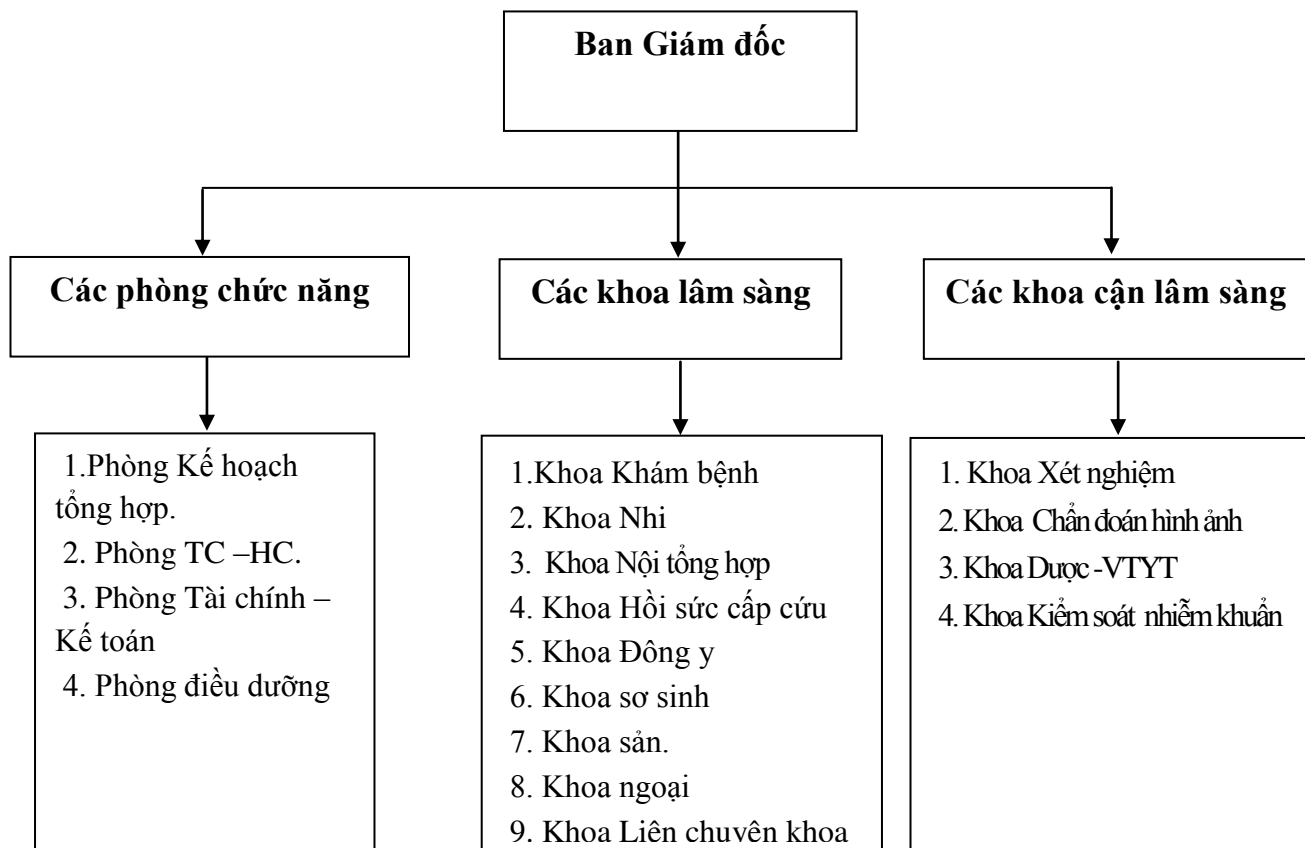 Ban Giám đốc
Các phòng chức năng
Các khoa lâm sàng
Các khoa cận lâm sàng
1.Phòng Kế hoạch
tổng hợp.
2. Phòng TC –HC.
3. Phòng Tài chính –
Kế toán
4. Phòng điều dưỡng
1.Khoa Khám bệnh
2. Khoa Nhi
3. Khoa Nội tổng hợp
4. Khoa Hồi sức cấp cứu
5. Khoa Đông y
6. Khoa sơ sinh
7. Khoa sản.
8. Khoa ngoại
9. Khoa Liên chuyên khoa
1. Khoa Xét nghiệm
2. Khoa Chẩn đoán hình ảnh
3. Khoa Dược -VTYT
4. Khoa Kiểm soát nhiễm khuẩn